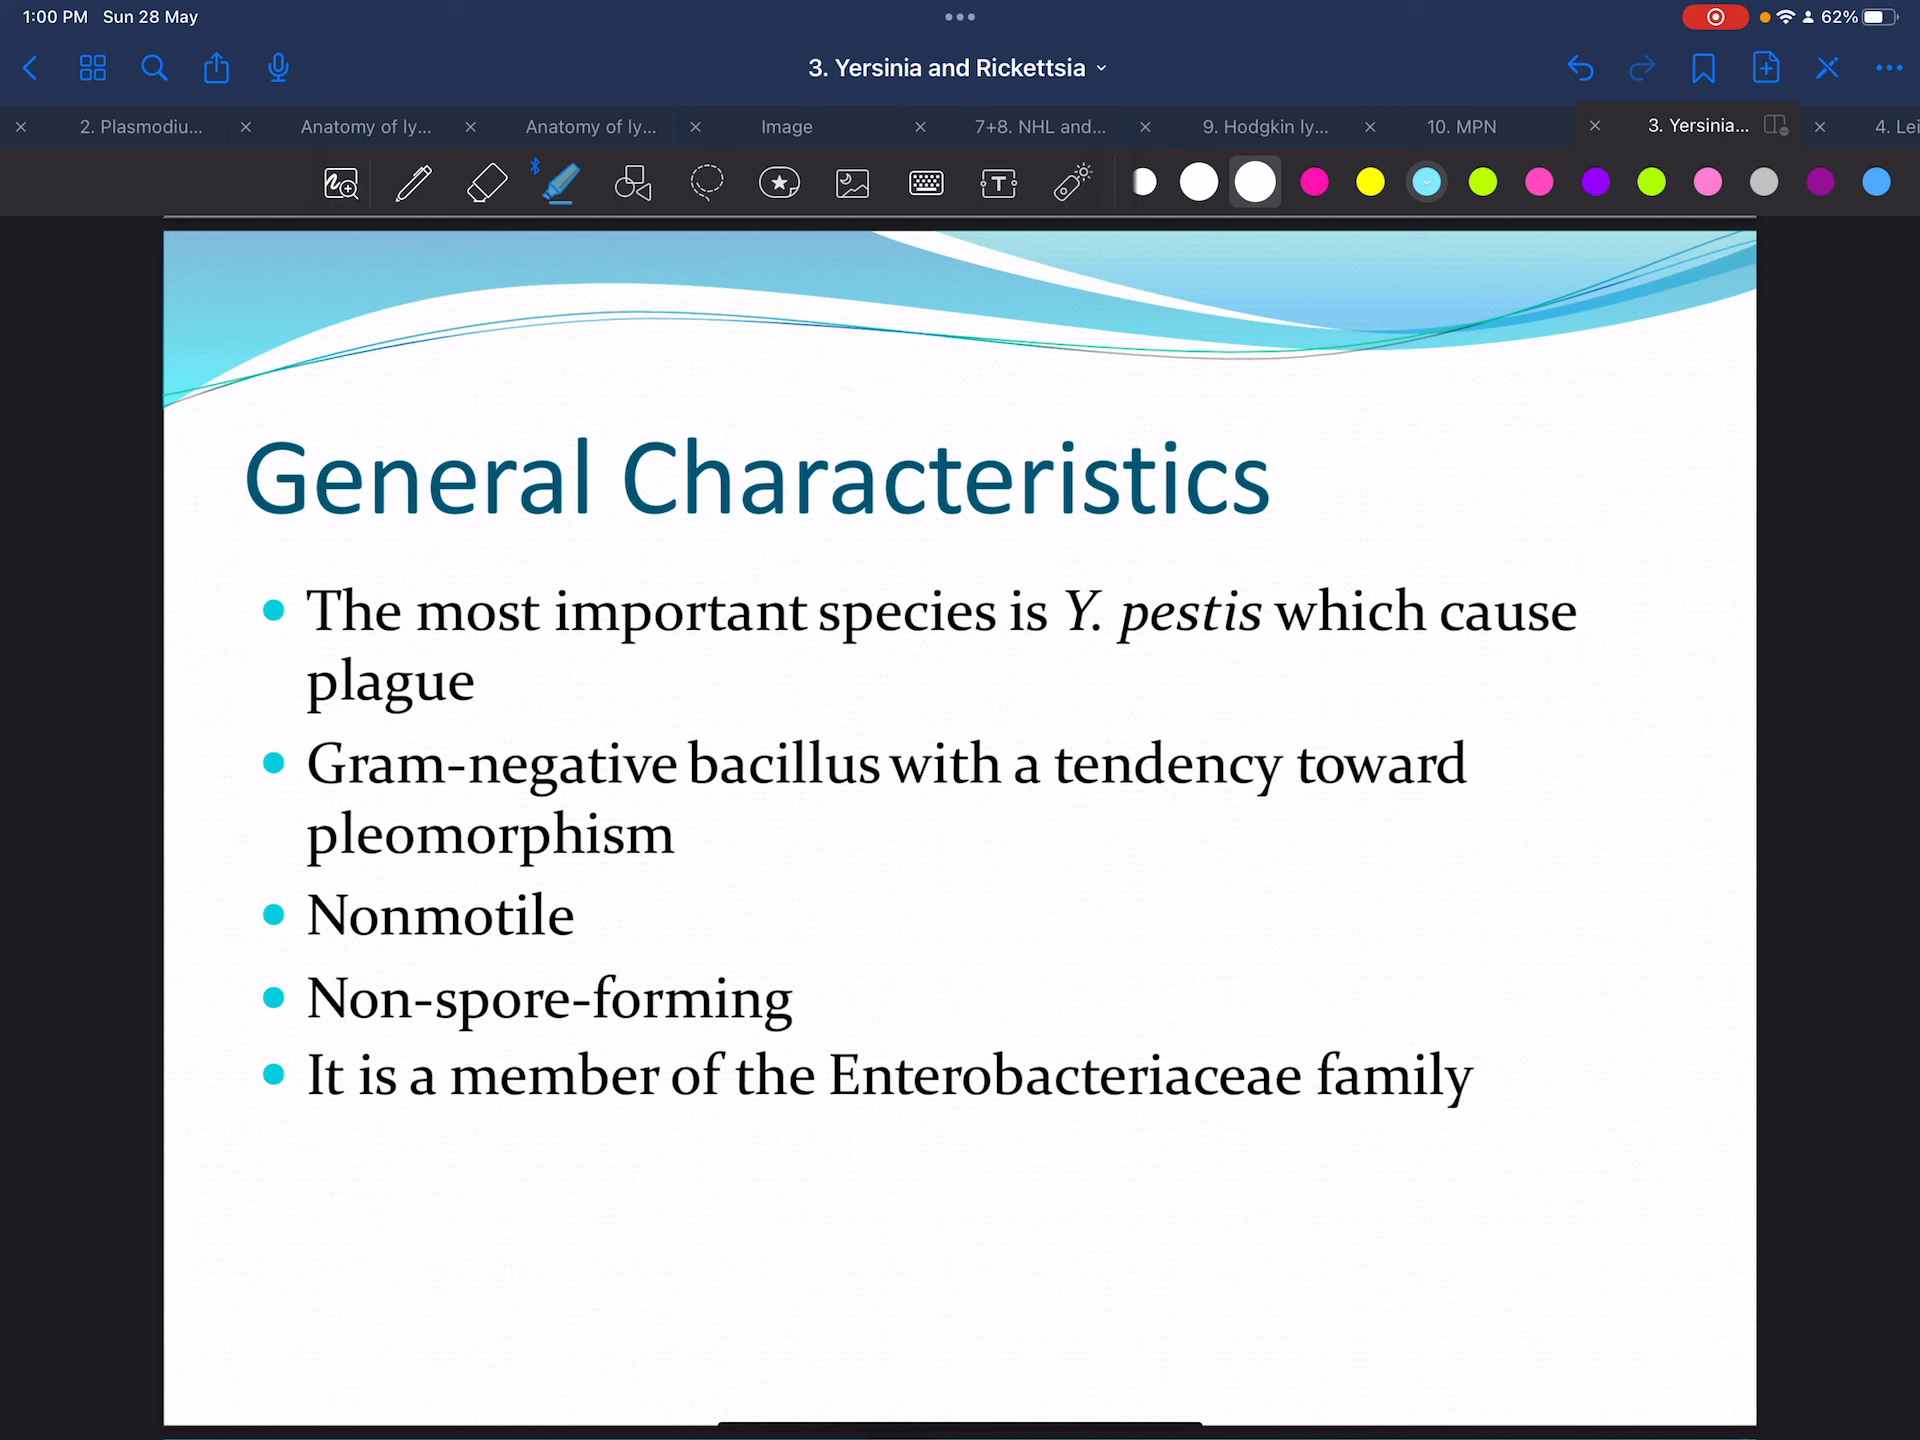 1:00 PM Sun 28 May
62%
3. Yersinia and Rickettsia
2. Plasmodiu...
Anatomy of ly...
Anatomy of ly...
Image
7+8. NHL and...
9. Hodgkin ly...
10. MPN
3. Yersinia...
4. Lei
T
General Characteristics
The most important species is Y. pestis which cause
plague
Gram-negative bacillus with a tendency toward
pleomorphism
Nonmotile
Non-spore-forming
It is a member of the Enterobacteriaceae family